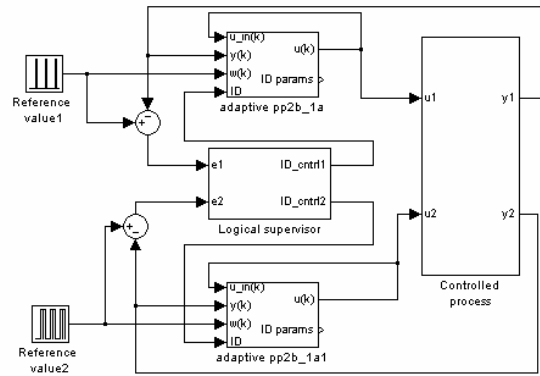 u_in(k)
y(k)
w(k)
ID
u(k)
ID params
adaptive pp2b_1a
Reference
value1
+
-
e1
e2
ID_cntrl1
ID_cntrl2
Logical supervisor
+
-
u1
u2
y1
y2
Controlled
process
u_in(k)
y(k)
w(k)
ID
u(k)
ID params
adaptive pp2b_1a1
Reference
value2